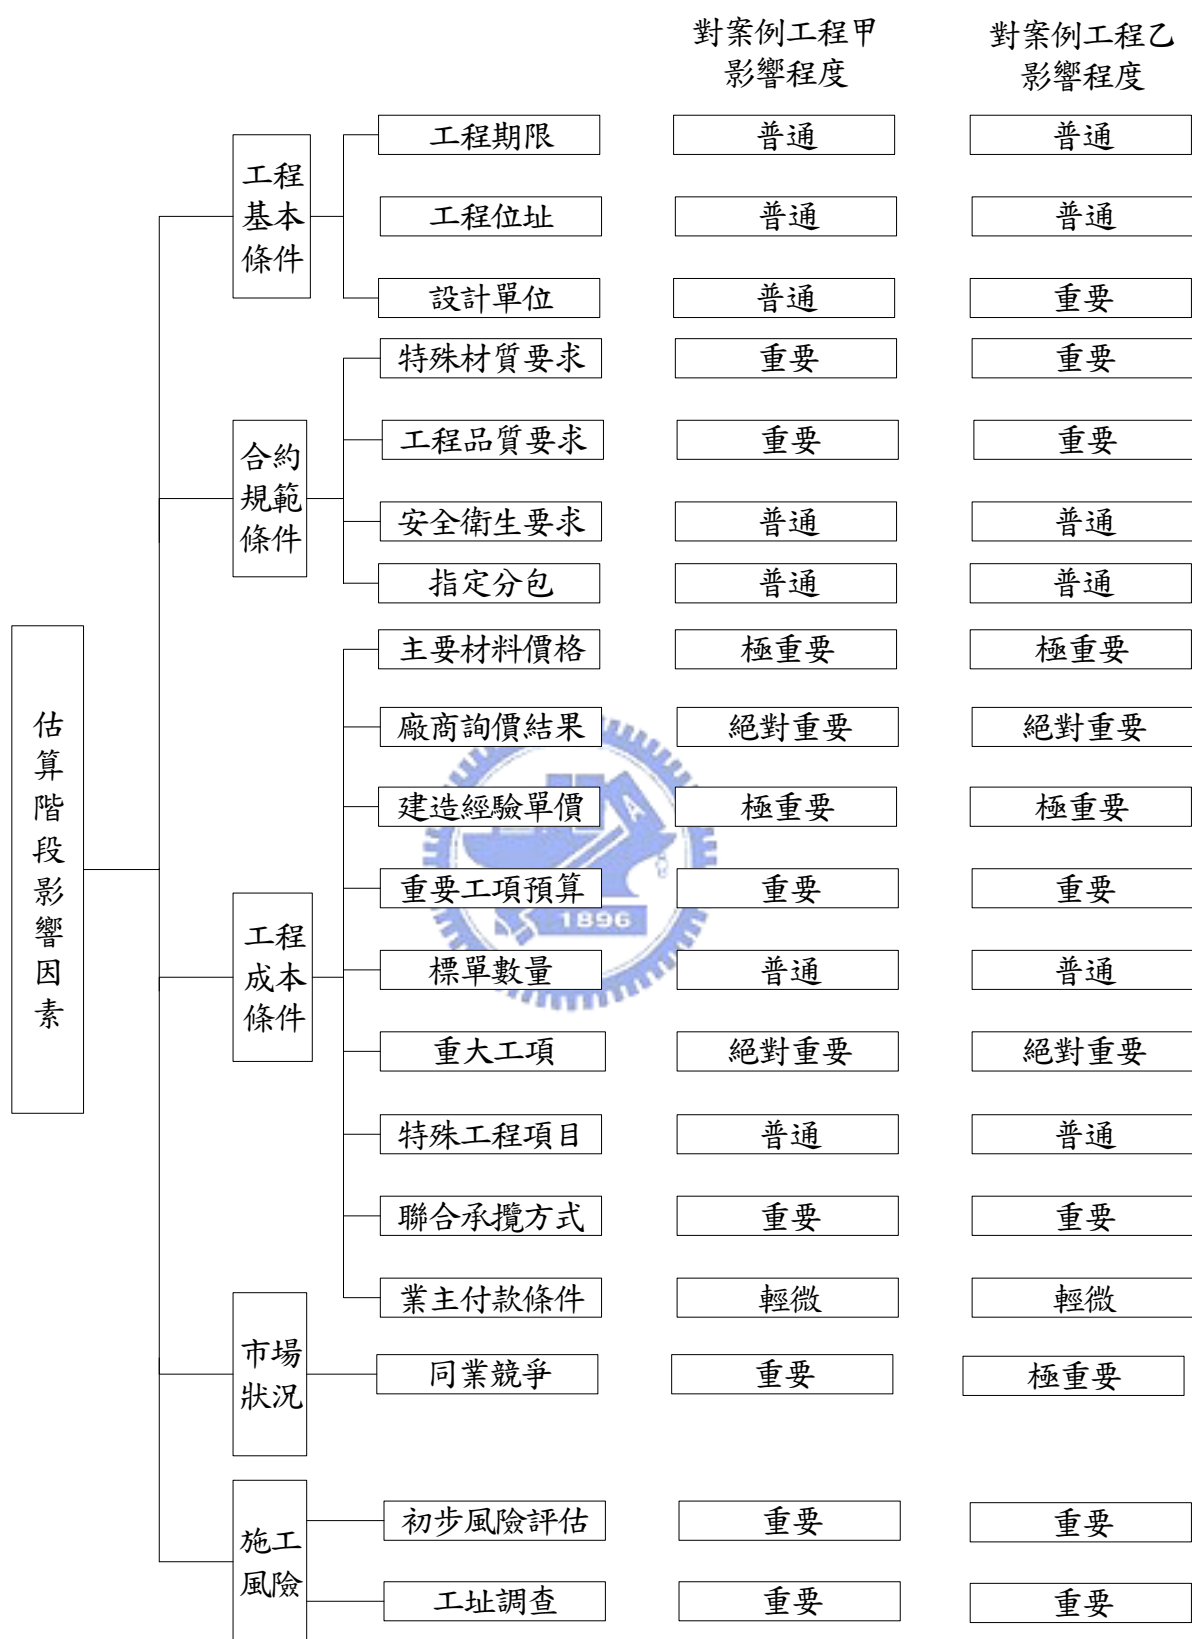 對案例工程甲
影響程度
對案例工程乙
影響程度
估算階段影響因素
工程
基本
條件
工程期限
普通
普通
工程位址
普通
普通
設計單位
普通
重要
合約
規範
條件
特殊材質要求
重要
重要
工程品質要求
重要
重要
安全衛生要求
普通
普通
指定分包
普通
普通
工程
成本
條件
主要材料價格
極重要
極重要
廠商詢價結果
絕對重要
絕對重要
建造經驗單價
極重要
極重要
重要工項預算
重要
重要
1896
標單數量
普通
普通
重大工項
絕對重要
絕對重要
特殊工程項目
普通
普通
聯合承攬方式
重要
重要
業主付款條件
輕微
輕微
市場
狀況
同業競爭
重要
極重要
施工
風險
初步風險評估
重要
重要
工址調查
重要
重要